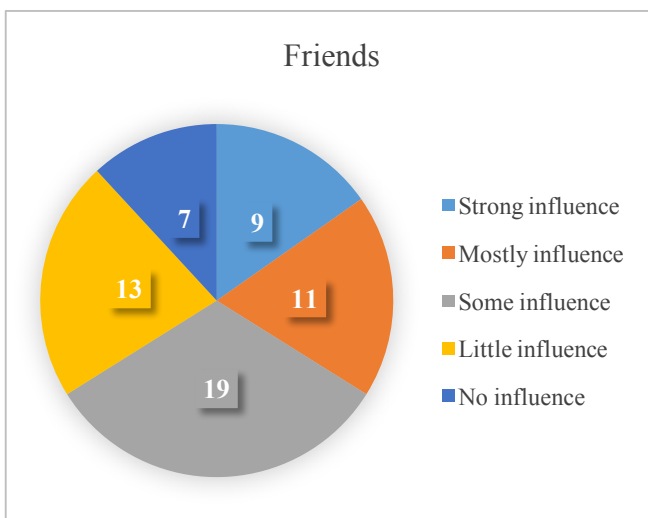 Friends
7
9
13
11
19
Strong influence
Mostly influence
Some influence
Little influence
No influence